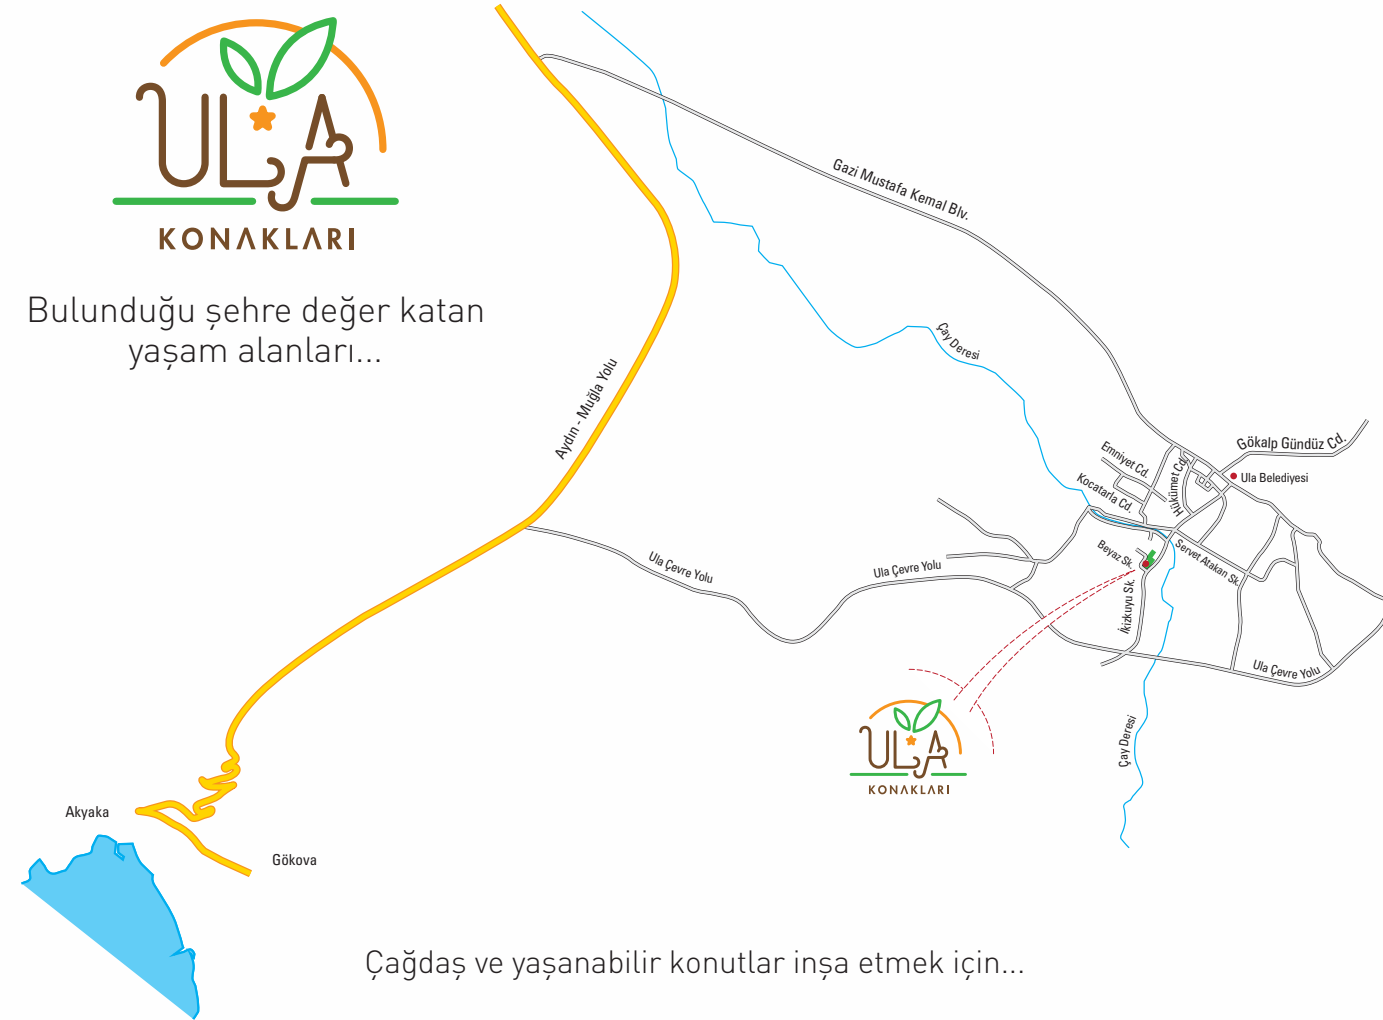 ULA
KONAKLARI
Bulunduğu şehre değer katan
yaşam alanları...
Gazi Mustafa Kemal Blv.
Çay Deresi
Aydın - Muğla Yolu
Gökalp Gündüz Cd.
Emniyet Cd.
Hükümet Cd.
Ula Belediyesi
Kocatarla Cd.
Beyaz Sk.
Servet Atakan Sk.
Ula Çevre Yolu
Ula Çevre Yolu
İkizkuyu Sk.
Ula Çevre Yolu
ULA
KONAKLARI
Çay Deresi
Akyaka
Gökova
Çağdaş ve yaşanabilir konutlar inşa etmek için...